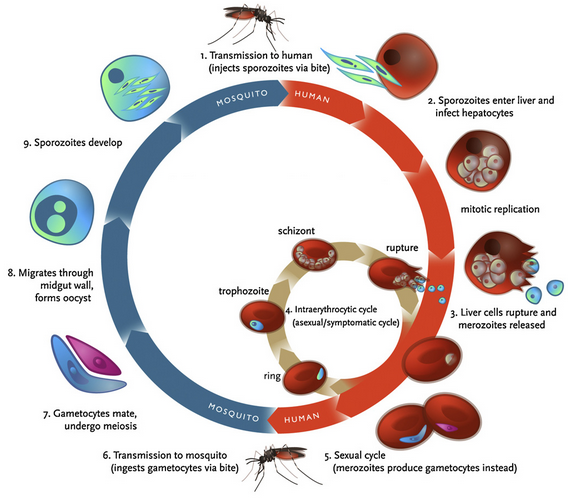 1. Transmission to human
(injects sporozoites via bite)
MOSQUITO
HUMAN
2. Sporozoites enter liver and
infect hepatocytes
mitotic replication
3. Liver cells rupture and
merozoites released
schizont
rupture
trophozoite
4. Intraerythrocytic cycle
(asexual/symptomatic cycle)
ring
5. Sexual cycle
(merozoites produce gametocytes instead)
HUMAN
MOSQUITO
6. Transmission to mosquito
(ingests gametocytes via bite)
7. Gametocytes mate,
undergo meiosis
8. Migrates through
midgut wall,
forms oocyst
9. Sporozoites develop